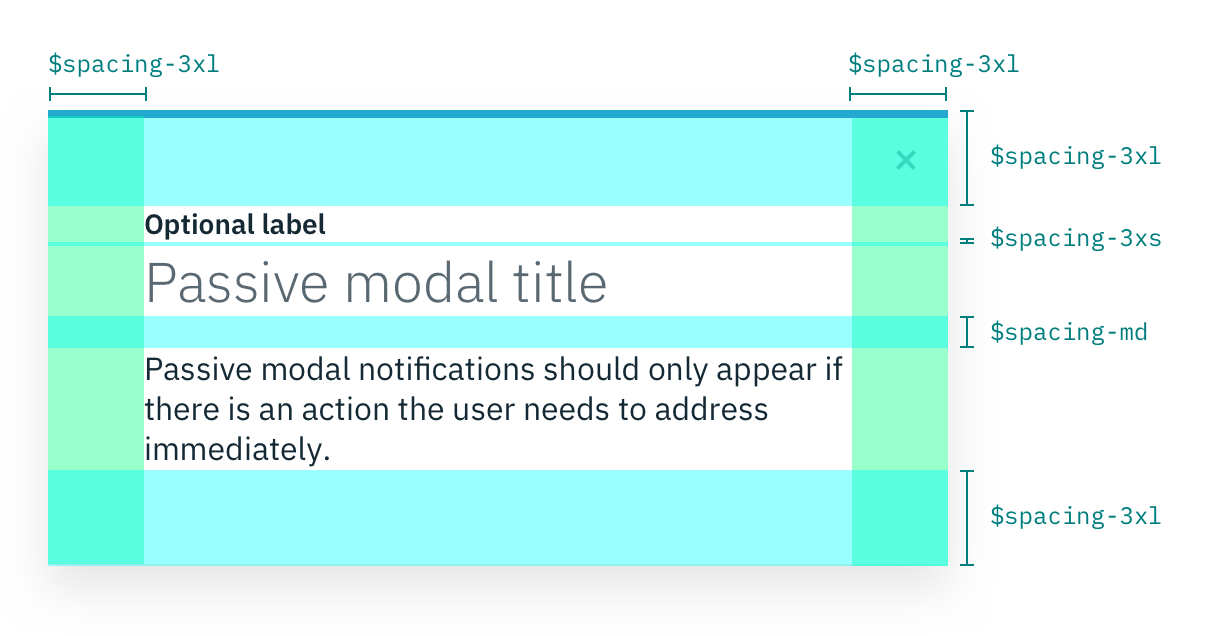 $spacing-3xl
$spacing-3xl
$spacing-3xl
Optional label
$spacing-3xs
Passive modal title
$spacing-md
Passive modal notifications should only appear if
there is an action the user needs to address
immediately.
$spacing-3xl